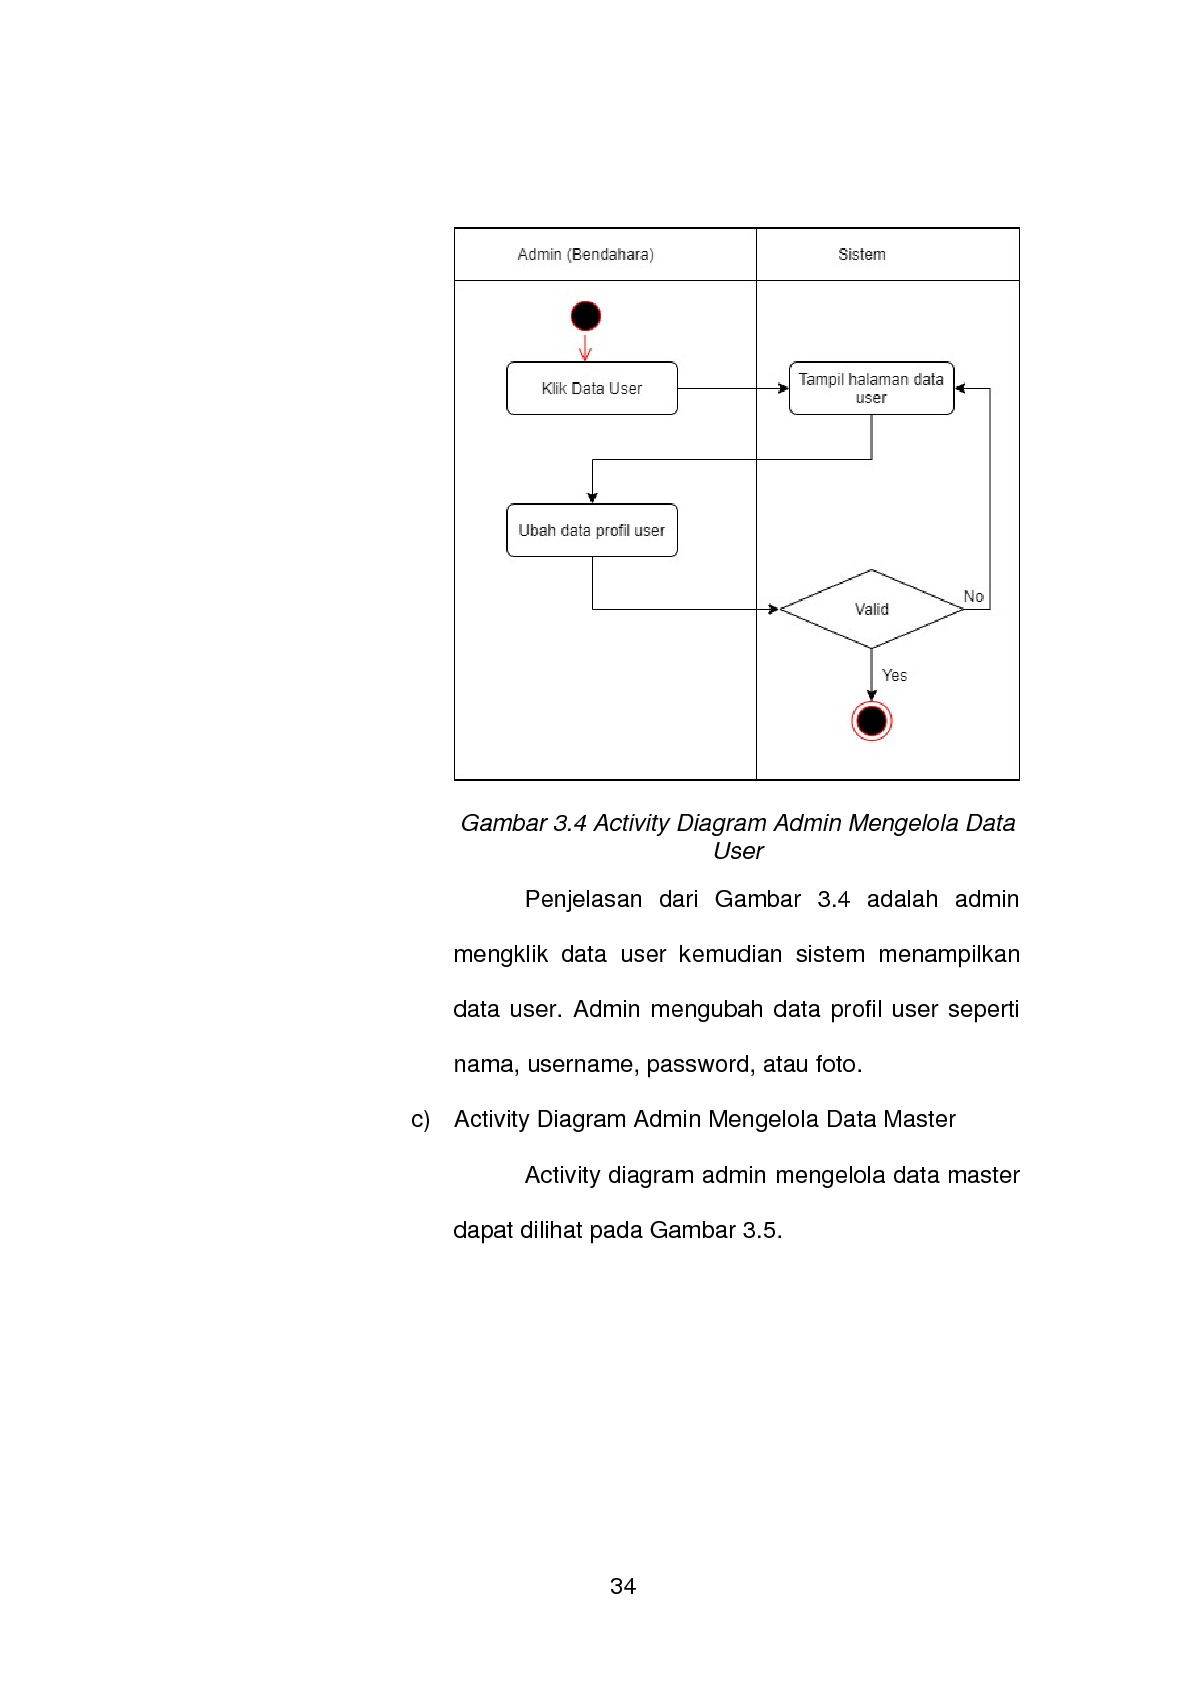 Admin (Bendahara)
Sistem
Klik Data User
Tampil halaman data
user
Ubah data profil user
Valid
No
Yes
Gambar 3.4 Activity Diagram Admin Mengelola Data
User
Penjelasan dari Gambar 3.4 adalah admin
mengklik data user kemudian sistem menampilkan
data user. Admin mengubah data profil user seperti
nama, username, password, atau foto.
c) Activity Diagram Admin Mengelola Data Master
Activity diagram admin mengelola data master
dapat dilihat pada Gambar 3.5.
34